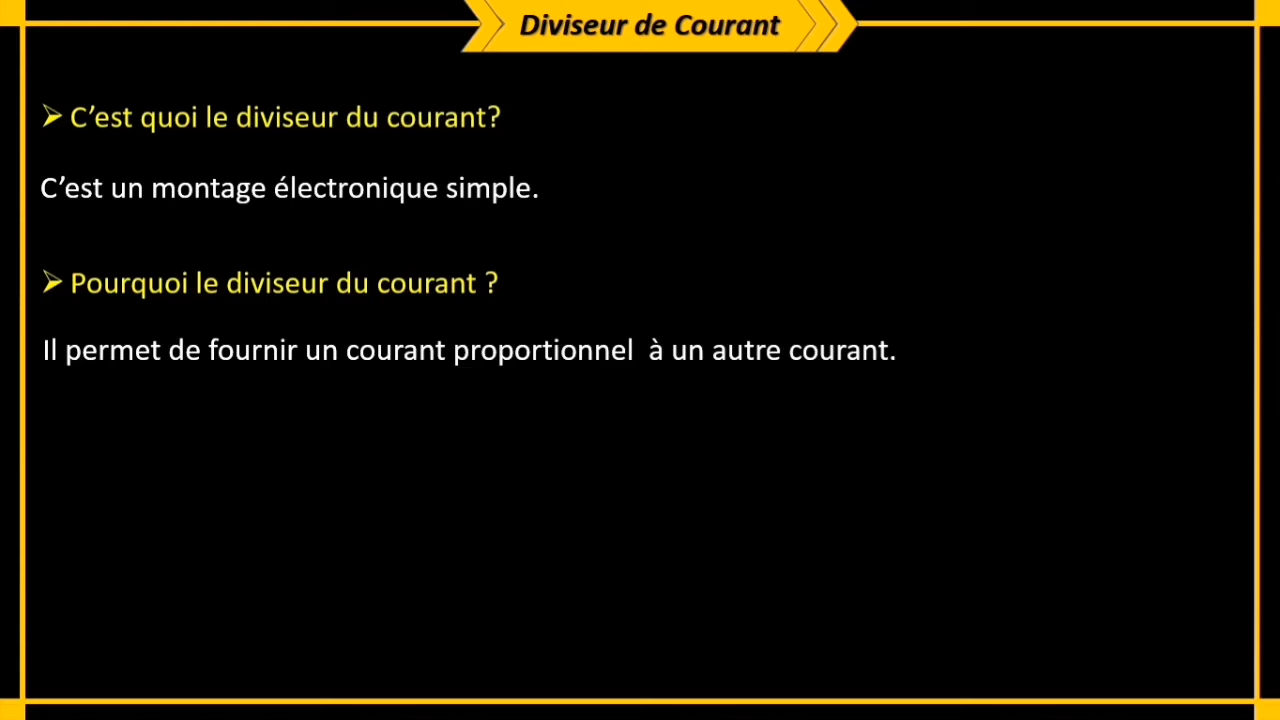 Diviseur de Courant
➢ C’est quoi le diviseur du courant?
C’est un montage électronique simple.
➢ Pourquoi le diviseur du courant ?
Il permet de fournir un courant proportionnel  à un autre courant.